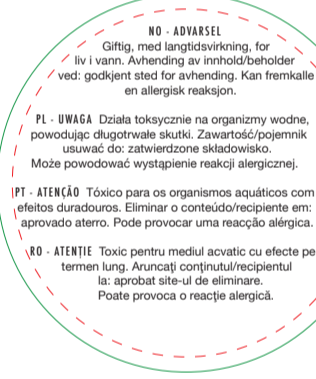 NO - ADVARSEL
Giftig, med langtidsvirkning, for
liv i vann. Avhending av innhold/beholder
ved: godkjent sted for avhending. Kan fremkalle
en allergisk reaksjon.
PL - UWAGA Działa toksycznie na organizmy wodne,
powodując długotrwałe skutki. Zawartość/pojemnik
usuwać do: zatwierdzone składowisko.
Może powodować wystąpienie reakcji alergicznej.
PT - ATENÇÃO Tóxico para os organismos aquáticos com
efeitos duradouros. Eliminar o conteúdo/recipiente em:
aprovado aterro. Pode provocar uma reacção alérgica.
RO - ATENȚIE Toxic pentru mediul acvatic cu efecte pe
termen lung. Aruncați conținutul/recipientul
la: aprobat site-ul de eliminare.
Poate provoca o reacție alergică.